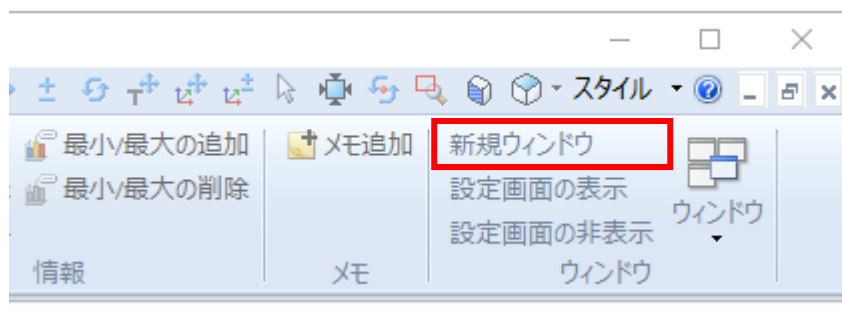 スタイル
最小/最大の追加
メモ追加
新規ウィンドウ
最小/最大の削除
設定画面の表示
ウィンドウ
設定画面の非表示
情報
メモ
ウィンドウ